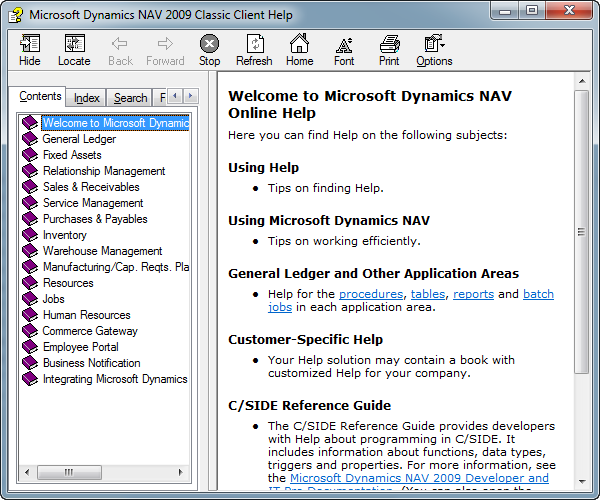 Microsoft Dynamics NAV 2009 Classic Client Help
Hide Locate Back Forward Stop Refresh Home Font Print Options
Contents Index Search F
Welcome to Microsoft Dynamic
General Ledger
Fixed Assets
Relationship Management
Sales & Receivables
Service Management
Purchases & Payables
Inventory
Warehouse Management
Manufacturing/Cap. Reqts. Pla
Resources
Jobs
Human Resources
Commerce Gateway
Employee Portal
Business Notification
Integrating Microsoft Dynamics
Welcome to Microsoft Dynamics NAV
Online Help
Here you can find Help on the following subjects:
Using Help
• Tips on finding Help.
Using Microsoft Dynamics NAV
• Tips on working efficiently.
General Ledger and Other Application Areas
• Help for the procedures, tables, reports and batch
jobs in each application area.
Customer-Specific Help
• Your Help solution may contain a book with
customized Help for your company.
C/SIDE Reference Guide
• The C/SIDE Reference Guide provides developers
with Help about programming in C/SIDE. It
includes information about functions, data types,
triggers and properties. For more information, see
the Microsoft Dynamics NAV 2009 Developer and
IT Pro Documentation. (You can also open the